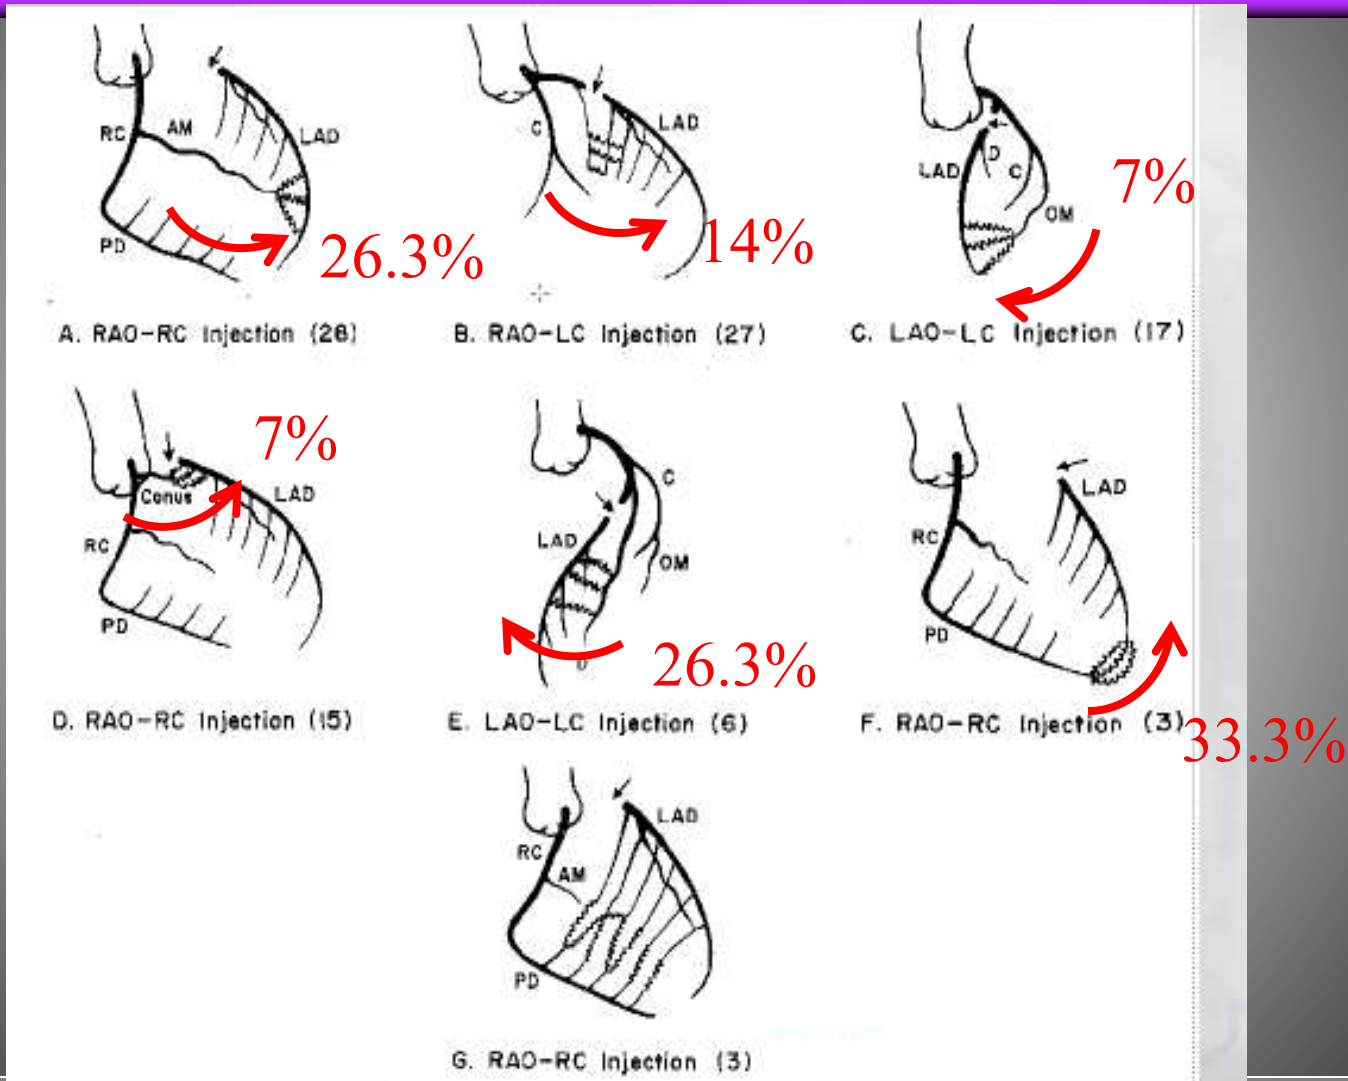 RC
AM
LAD
PD
26.3%
A. RAO-RC Injection (26)
C
LAD
14%
B. RAO-LC Injection (27)
LAD
D
C
OM
7%
C. LAO-LC Injection (17)
7%
Conus
LAD
RC
PD
D. RAO-RC Injection (15)
C
LAD
OM
D
26.3%
E. LAO-LC Injection (6)
LAD
RC
PD
F. RAO-RC Injection (3)
33.3%
LAD
RC
AM
PD
G. RAO-RC Injection (3)